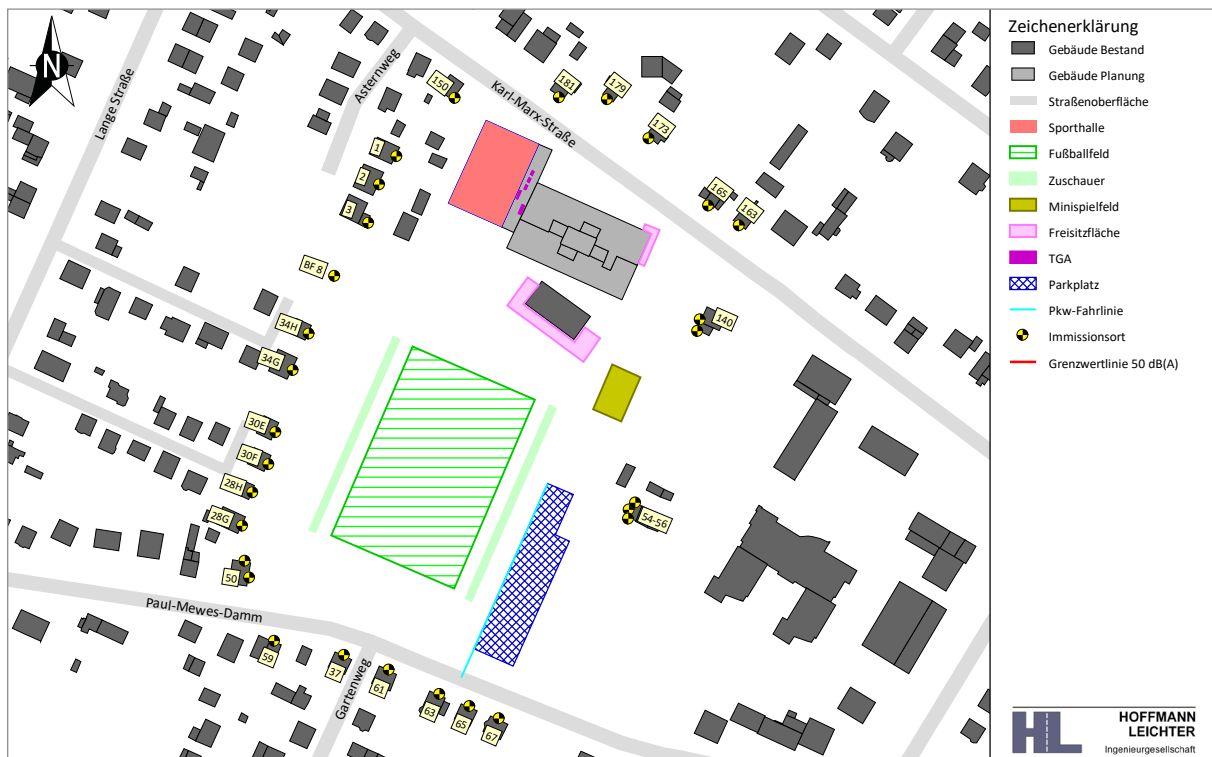 N
Lange Straße
Asternweg
Karl-Marx-Straße
150
181
179
173
1
2
3
165
163
BF 8
34H
34G
140
30E
30F
28H
28G
54-56
50
Paul-Mewes-Damm
59
37
61
Gartenweg
63
65
67
Zeichenerklärung
Gebäude Bestand
Gebäude Planung
Straßenoberfläche
Sporthalle
Fußballfeld
Zuschauer
Minispielfeld
Freisitzfläche
TGA
Parkplatz
Pkw-Fahrlinie
Immissionsort
Grenzwertlinie 50 dB(A)
HL
HOFFMANN
LEICHTER
Ingenieurgesellschaft